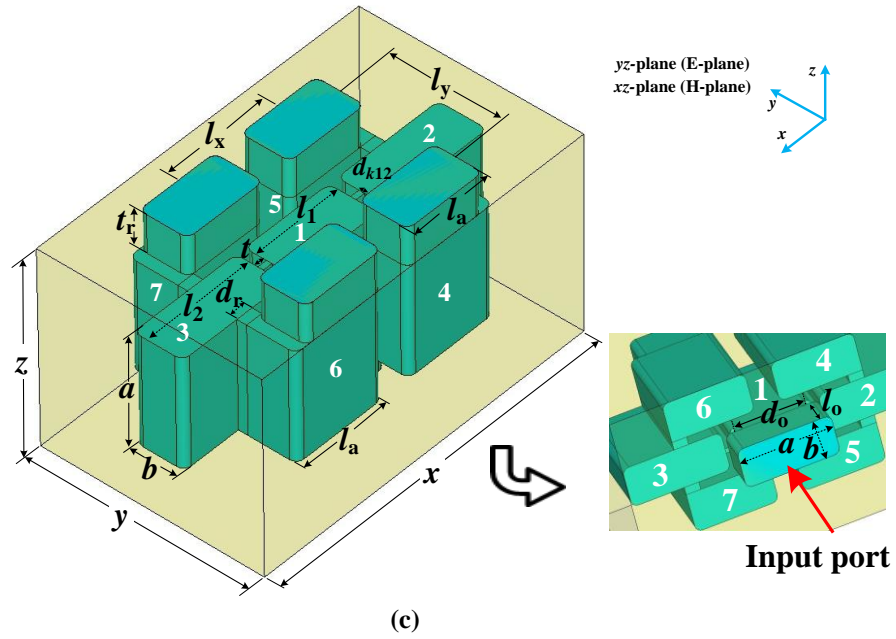 yz-plane (E-plane)
xz-plane (H-plane)
z
y
x
l_x
l_y
2
d_k12
t_r
5
l_1
l_a
1
t
7
l_2
d_r
4
3
z
a
6
b
l_a
x
y
4
1
6
d_o
l_o
2
a
b
3
5
7
Input port
(c)